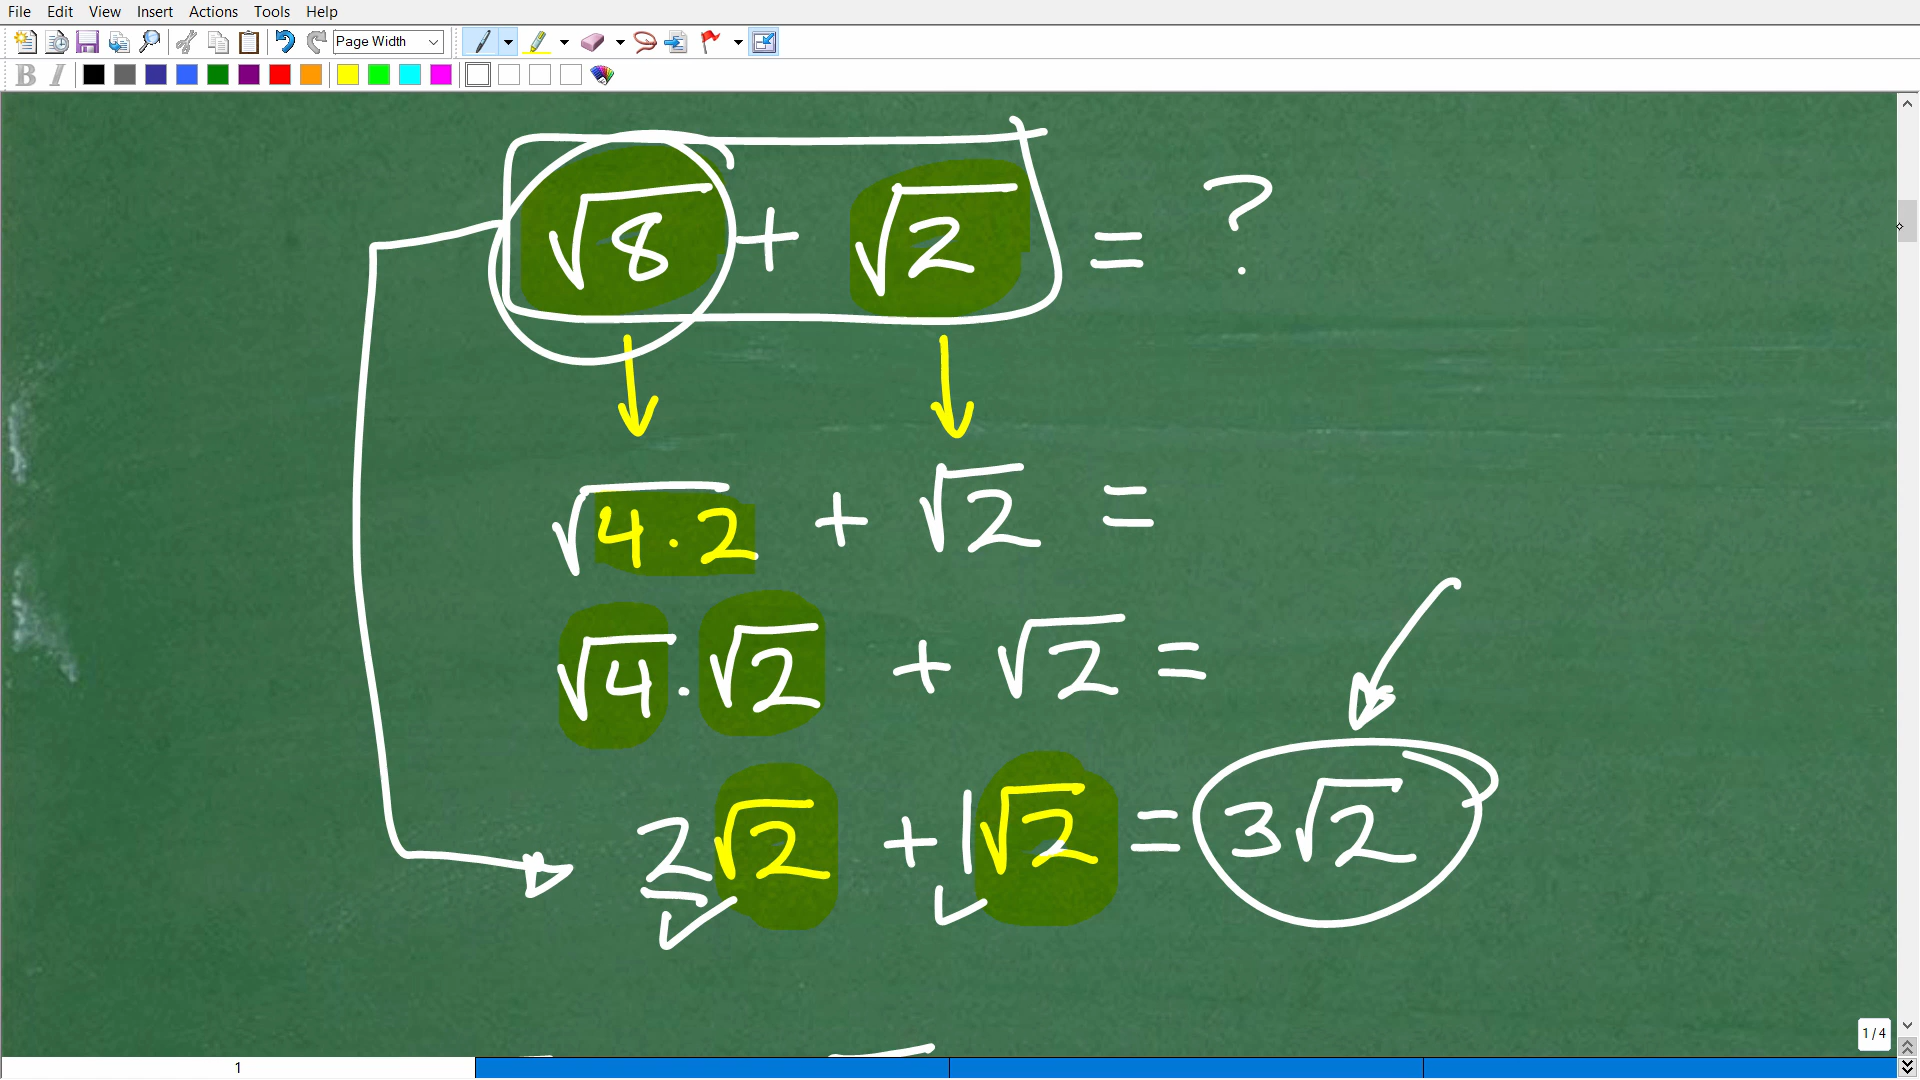 File Edit View Insert Actions Tools Help
Page Width
B I
√8 + √2 = ?
√4·2 + √2 =
√4·√2 + √2 =
2√2 + 1√2 = 3√2
1 / 4
1